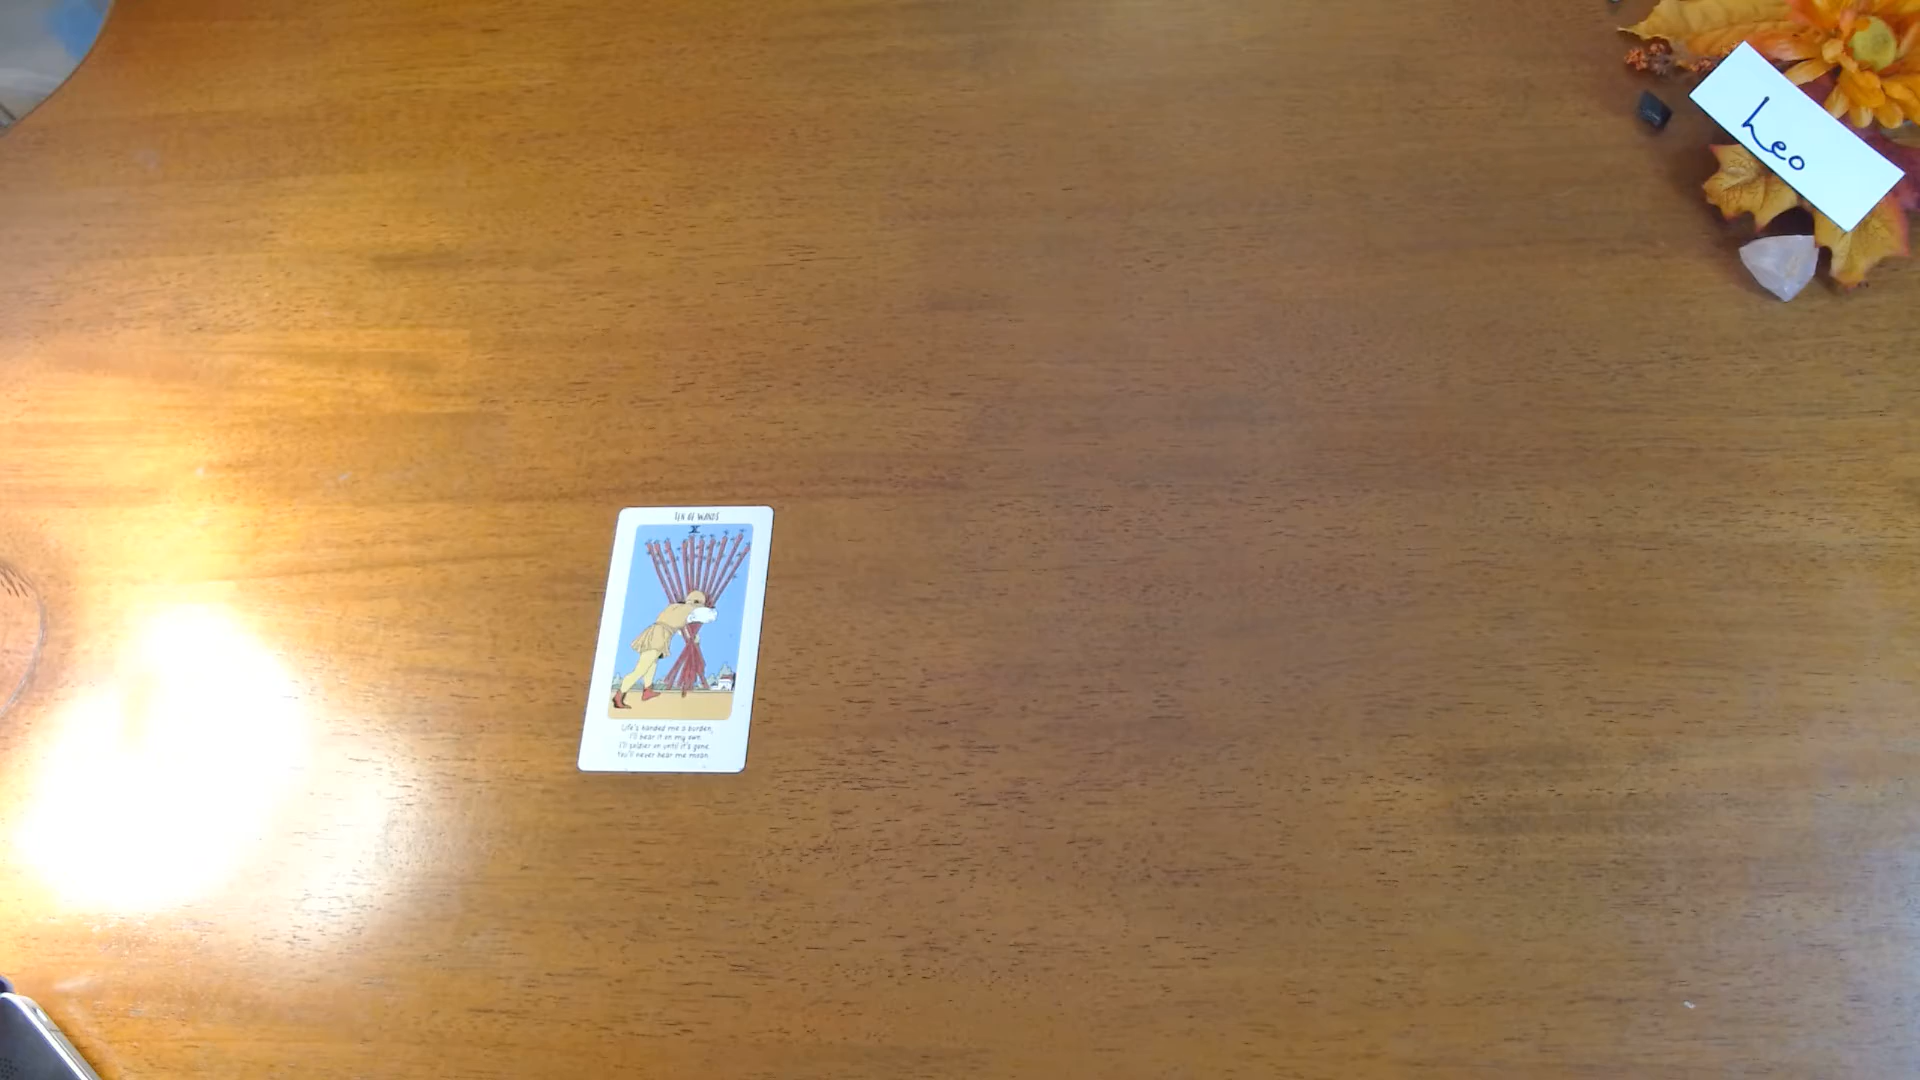 Leo
TEN OF WANDS
X
Life's handed me a burden,
I'll bear it on my own
I'll soldier on until it's gone
You'll never hear me moan